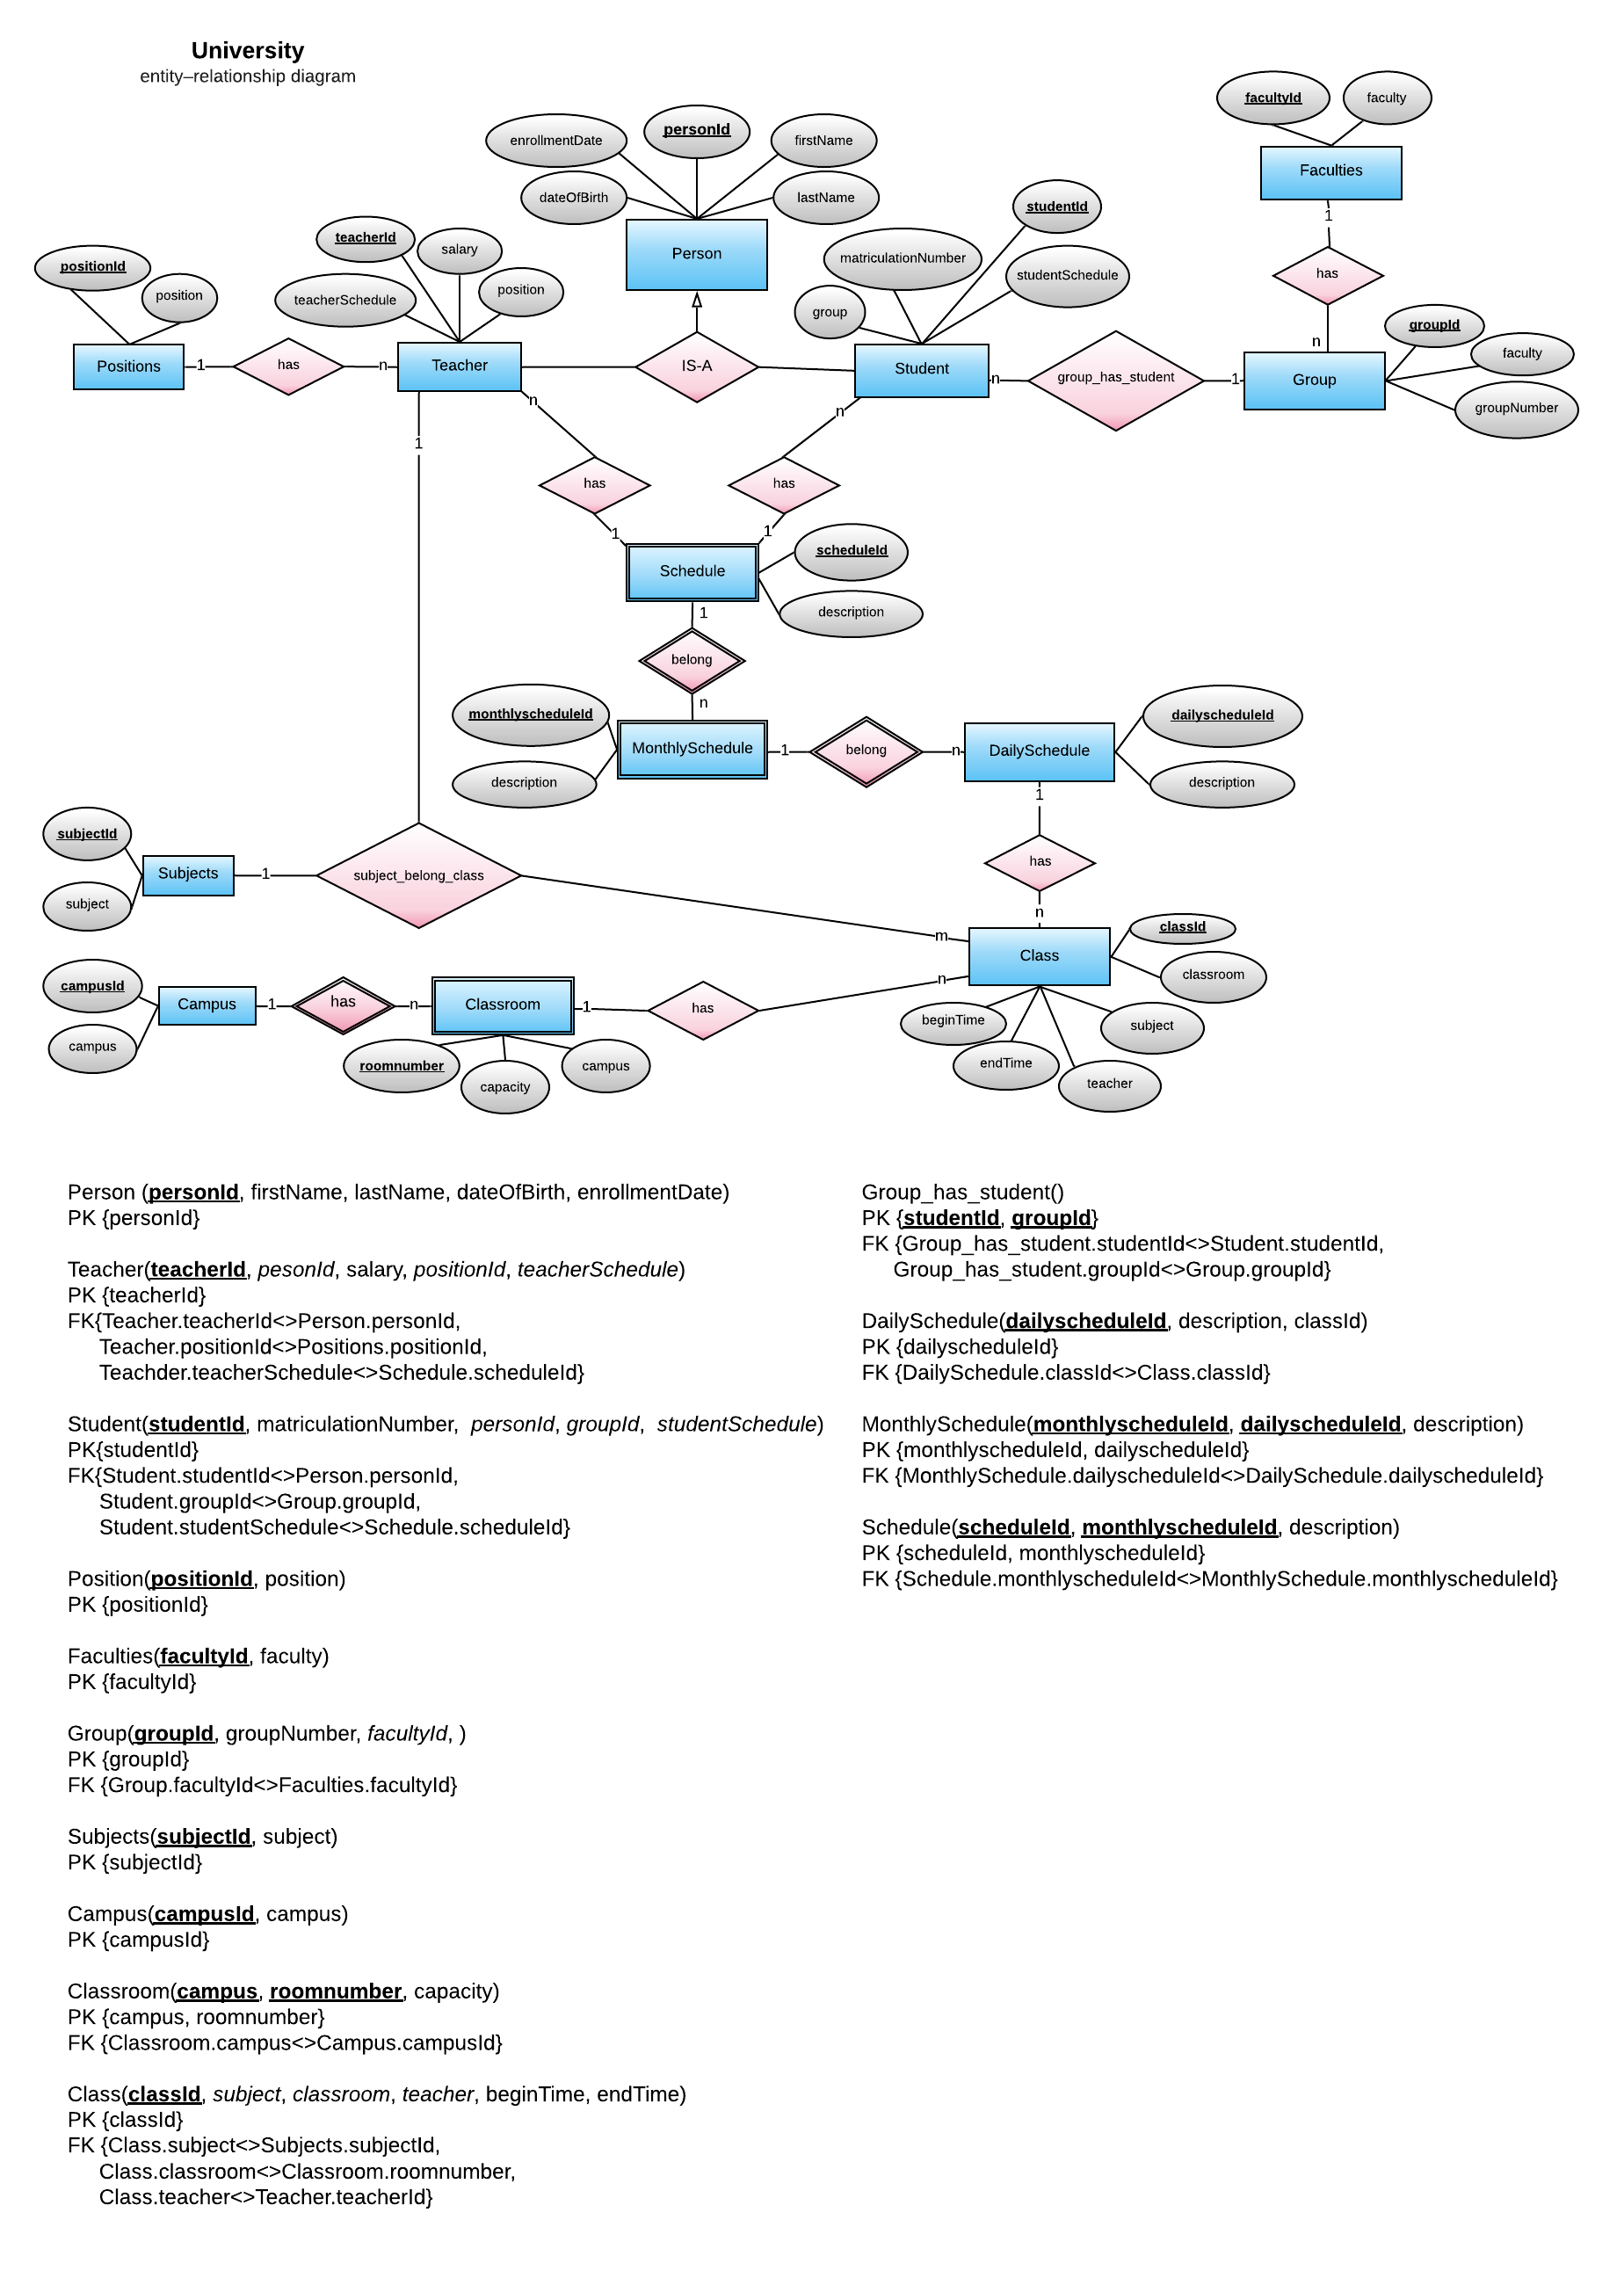 University
entity–relationship diagram
facultyId
faculty
Faculties
1
has
n
personId
enrollmentDate
firstName
dateOfBirth
lastName
Person
studentId
matriculationNumber
studentSchedule
group
Student
teacherId
salary
teacherSchedule
position
Teacher
positionId
position
Positions
1
has
n
IS-A
n
group_has_student
1
Group
groupId
faculty
groupNumber
n
has
1
n
has
1
1
Schedule
scheduleId
description
1
belong
n
monthlyscheduleId
description
MonthlySchedule
1
belong
n
DailySchedule
dailyscheduleId
description
1
has
n
subjectId
subject
Subjects
1
subject_belong_class
m
Class
classId
classroom
subject
teacher
endTime
beginTime
campusId
campus
Campus
1
has
n
Classroom
roomnumber
capacity
campus
1
has
n
Person (personId, firstName, lastName, dateOfBirth, enrollmentDate)
PK {personId}
Teacher(teacherId, pesonId, salary, positionId, teacherSchedule)
PK {teacherId}
FK{Teacher.teacherId<>Person.personId,
Teacher.positionId<>Positions.positionId,
Teachder.teacherSchedule<>Schedule.scheduleId}
Student(studentId, matriculationNumber, personId, groupId, studentSchedule)
PK{studentId}
FK{Student.studentId<>Person.personId,
Student.groupId<>Group.groupId,
Student.studentSchedule<>Schedule.scheduleId}
Position(positionId, position)
PK {positionId}
Faculties(facultyId, faculty)
PK {facultyId}
Group(groupId, groupNumber, facultyId, )
PK {groupId}
FK {Group.facultyId<>Faculties.facultyId}
Subjects(subjectId, subject)
PK {subjectId}
Campus(campusId, campus)
PK {campusId}
Classroom(campus, roomnumber, capacity)
PK {campus, roomnumber}
FK {Classroom.campus<>Campus.campusId}
Class(classId, subject, classroom, teacher, beginTime, endTime)
PK {classId}
FK {Class.subject<>Subjects.subjectId,
Class.classroom<>Classroom.roomnumber,
Class.teacher<>Teacher.teacherId}
Group_has_student()
PK {studentId, groupId}
FK {Group_has_student.studentId<>Student.studentId,
Group_has_student.groupId<>Group.groupId}
DailySchedule(dailyscheduleId, description, classId)
PK {dailyscheduleId}
FK {DailySchedule.classId<>Class.classId}
MonthlySchedule(monthlyscheduleId, dailyscheduleId, description)
PK {monthlyscheduleId, dailyscheduleId}
FK {MonthlySchedule.dailyscheduleId<>DailySchedule.dailyscheduleId}
Schedule(scheduleId, monthlyscheduleId, description)
PK {scheduleId, monthlyscheduleId}
FK {Schedule.monthlyscheduleId<>MonthlySchedule.monthlyscheduleId}